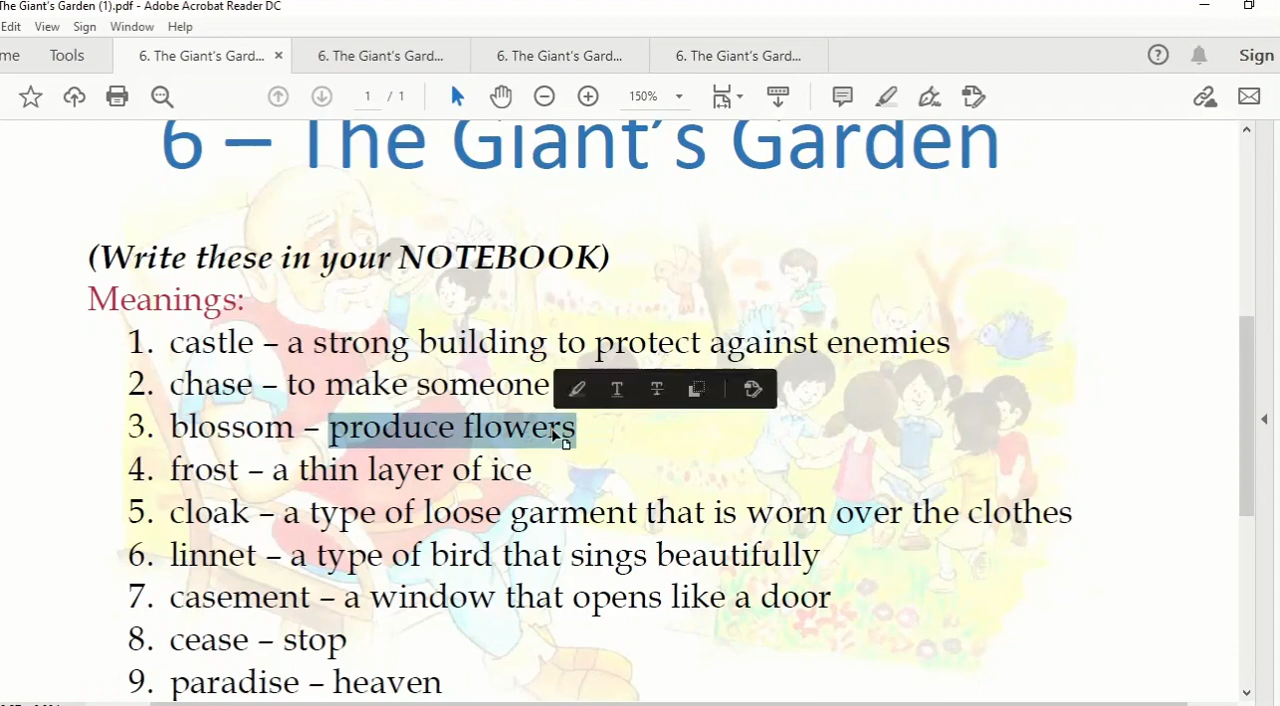 The Giant's Garden (1).pdf - Adobe Acrobat Reader DC
Edit View Sign Window Help
me Tools 6. The Giant's Gard... × 6. The Giant's Gard... 6. The Giant's Gard... 6. The Giant's Gard... Sign
1 / 1 150%
6 – The Giant's Garden
(Write these in your NOTEBOOK)
Meanings:
1. castle – a strong building to protect against enemies
2. chase – to make someone
3. blossom – produce flowers
4. frost – a thin layer of ice
5. cloak – a type of loose garment that is worn over the clothes
6. linnet – a type of bird that sings beautifully
7. casement – a window that opens like a door
8. cease – stop
9. paradise – heaven